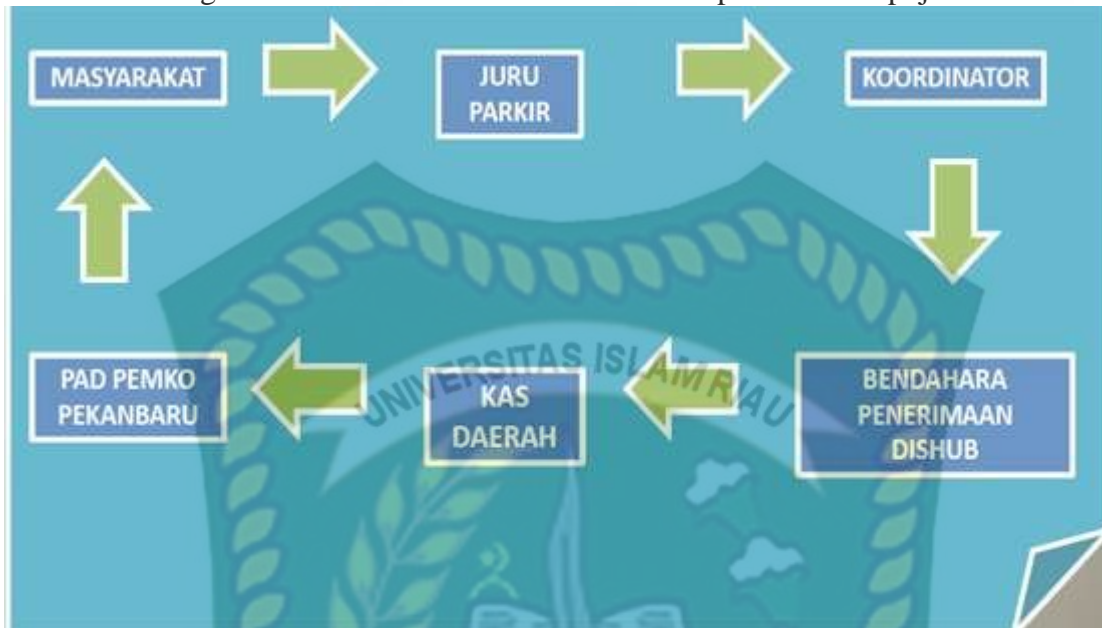 MASYARAKAT
JURU
PARKIR
KOORDINATOR
PAD PEMKO
PEKANBARU
KAS
DAERAH
BENDAHARA
PENERIMAAN
DISHUB
UNIVERSITAS ISLAM RIAU